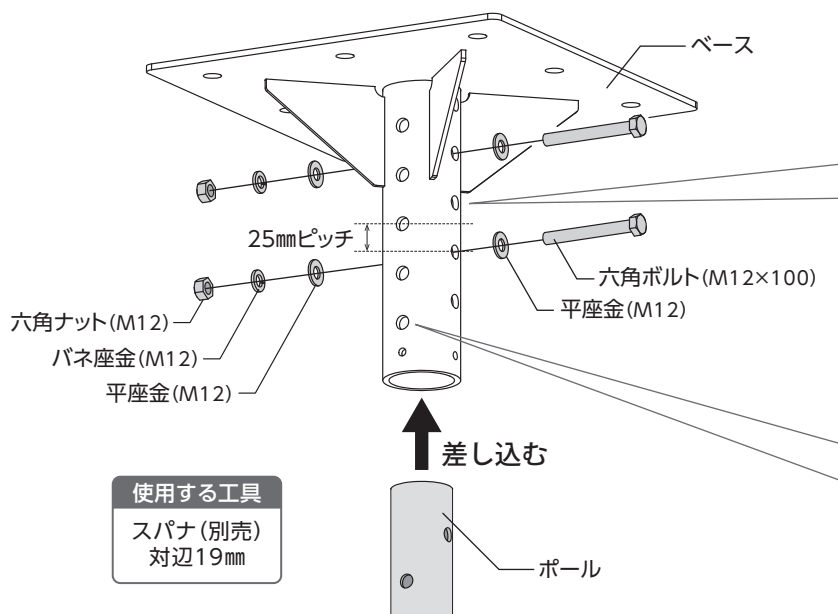 ベース
25㎜ピッチ
六角ボルト(M12×100)
平座金(M12)
六角ナット(M12)
バネ座金(M12)
平座金(M12)
差し込む
使用する工具
スパナ(別売)
対辺19㎜
ポール